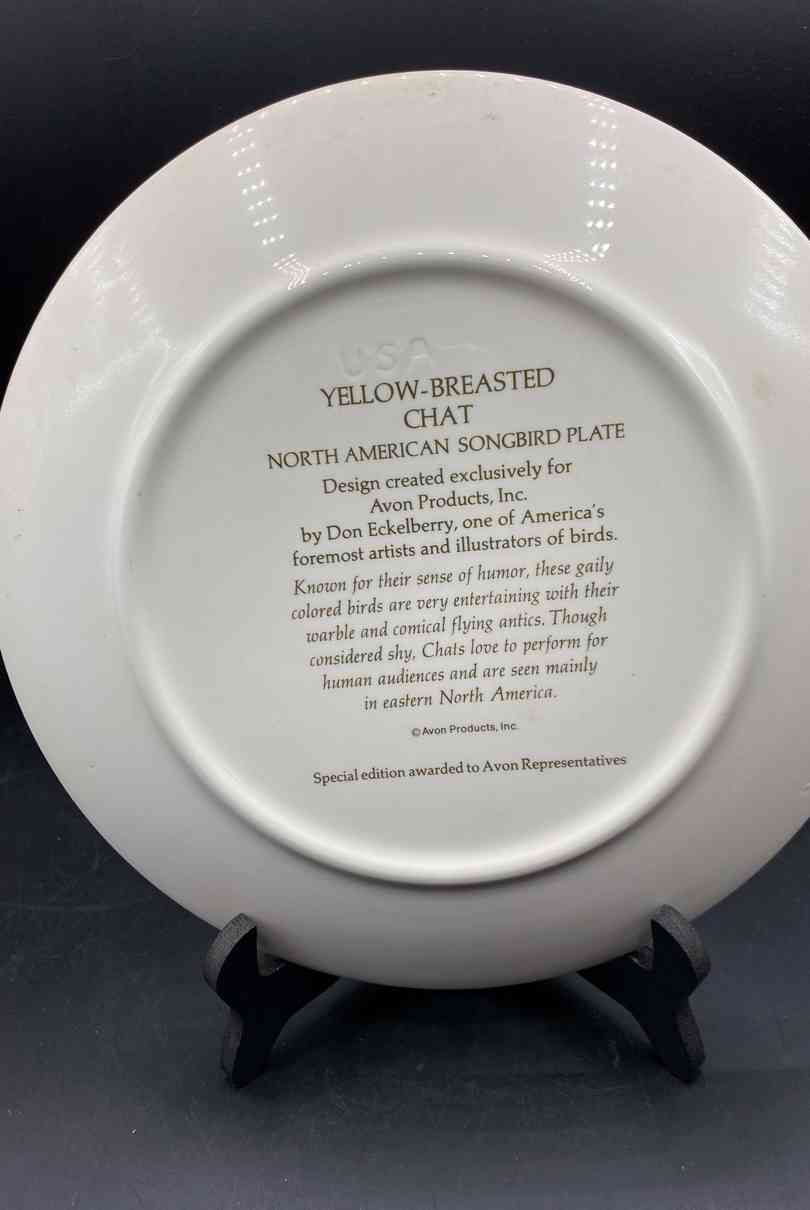 USA
YELLOW-BREASTED
CHAT
NORTH AMERICAN SONGBIRD PLATE
Design created exclusively for
Avon Products, Inc.
by Don Eckelberry, one of America's
foremost artists and illustrators of birds.
Known for their sense of humor, these gaily
colored birds are very entertaining with their
warble and comical flying antics. Though
considered shy, Chats love to perform for
human audiences and are seen mainly
in eastern North America.
© Avon Products, Inc.
Special edition awarded to Avon Representatives